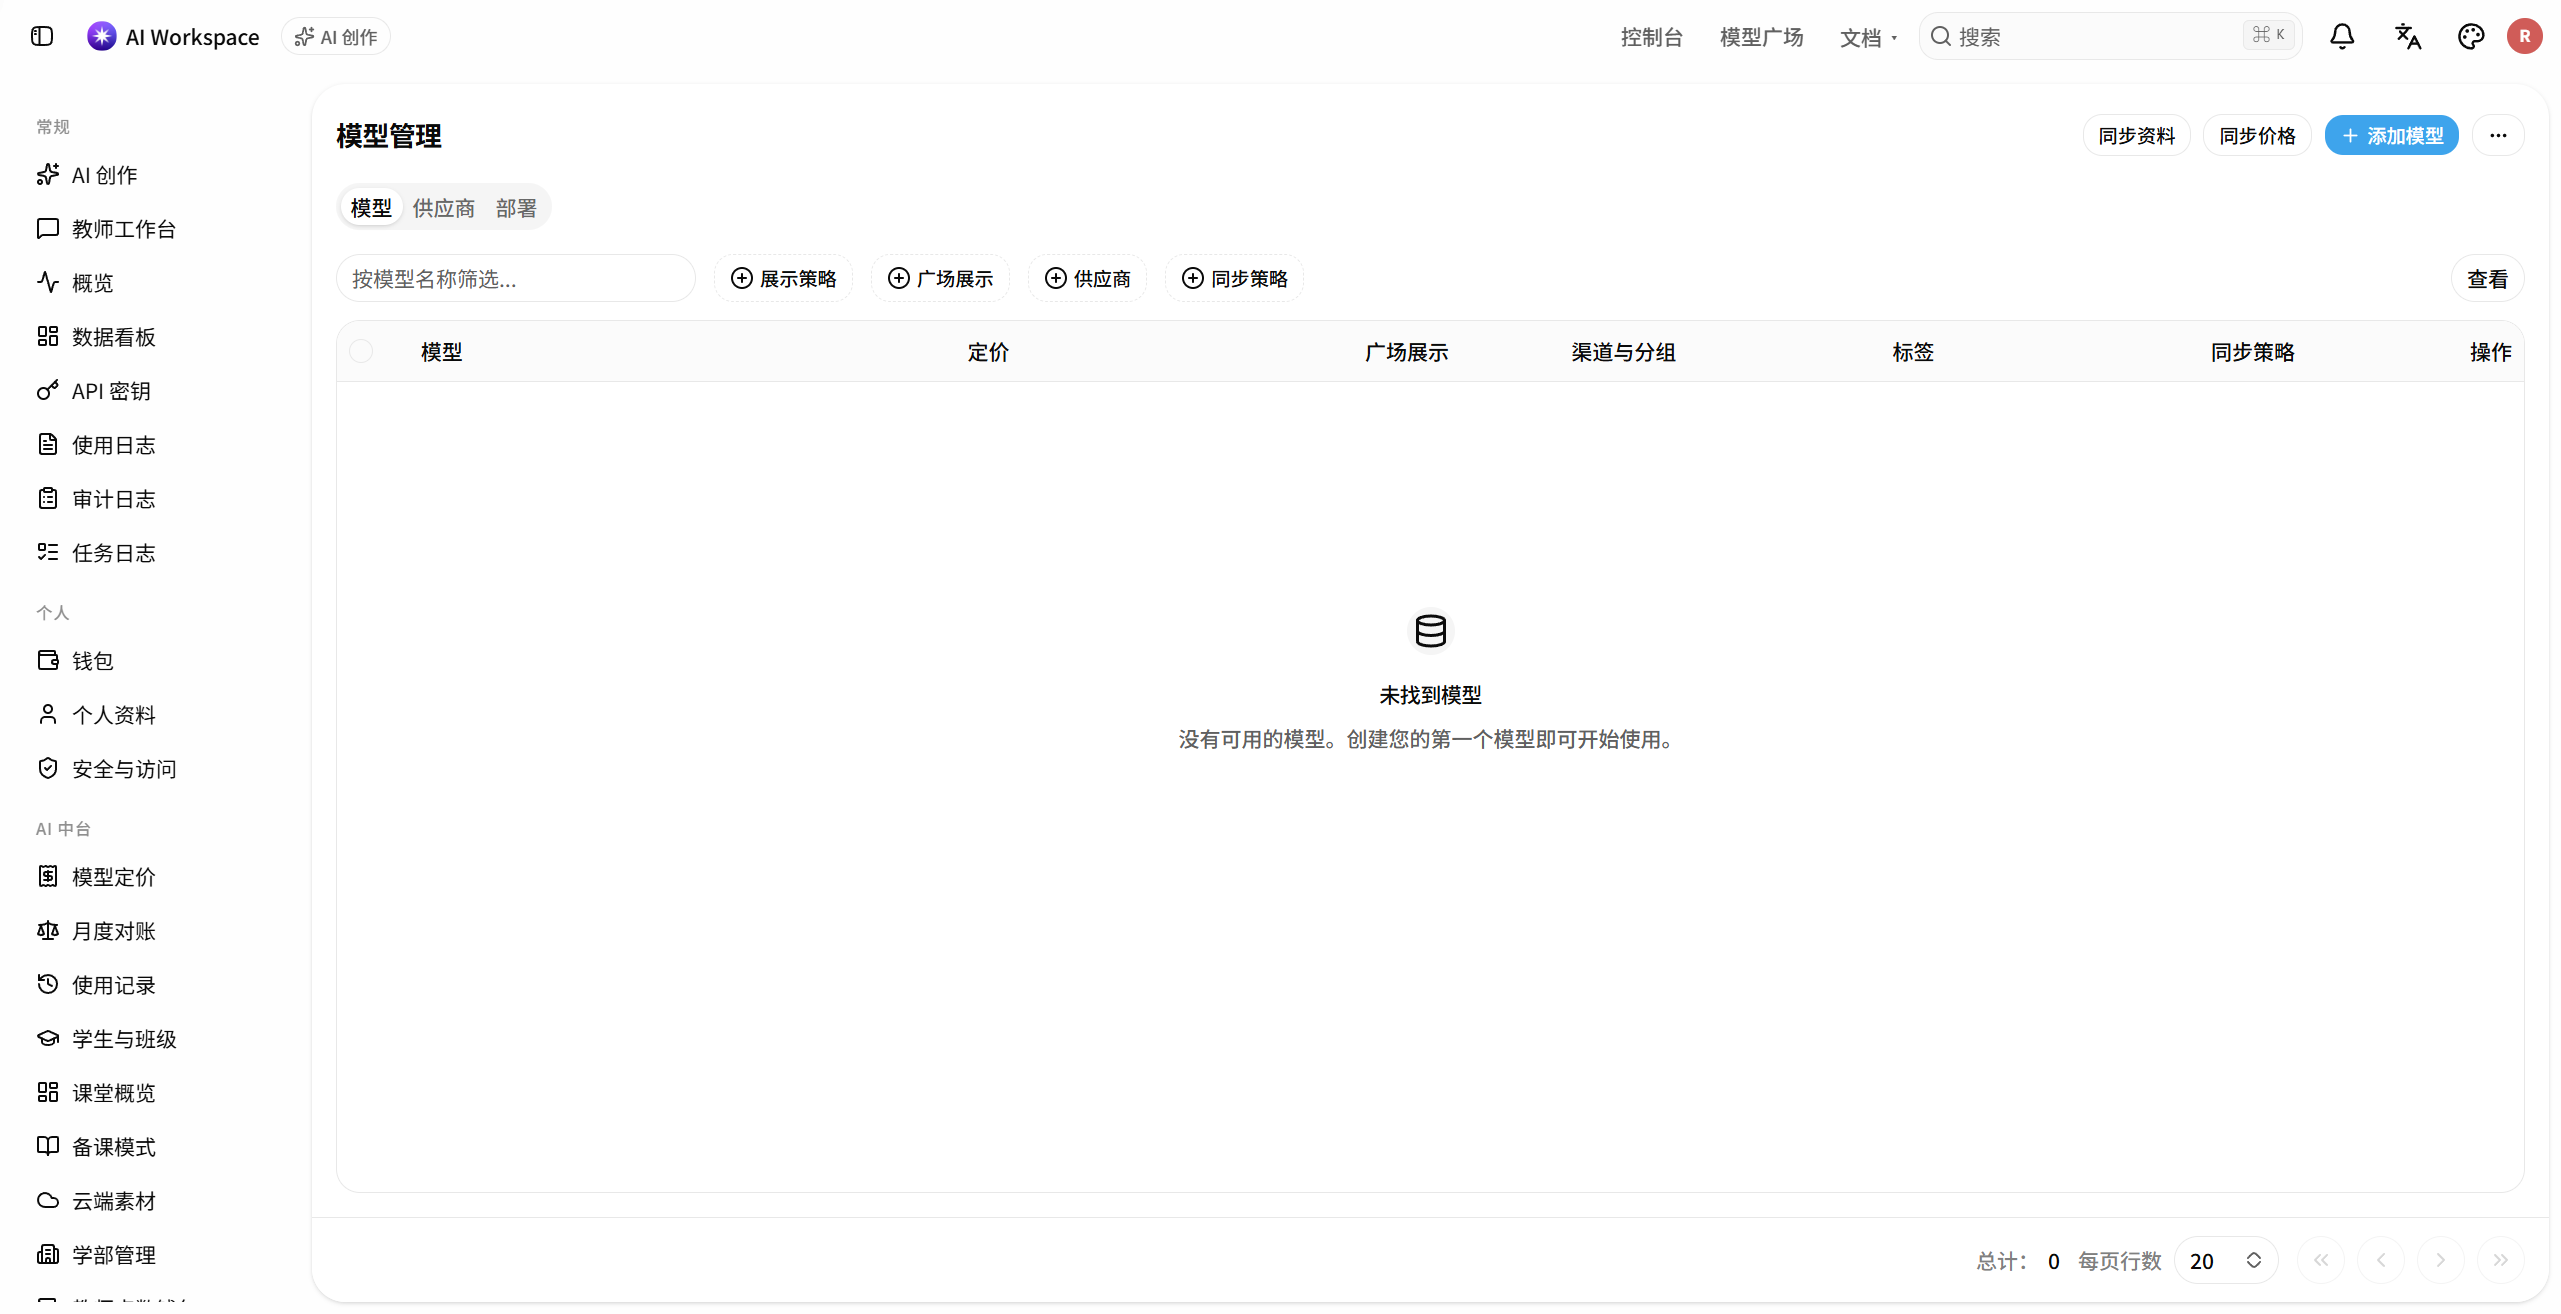 AI Workspace
AI 创作
控制台
模型广场
文档
搜索
⌘ K
R
常规
AI 创作
教师工作台
概览
数据看板
API 密钥
使用日志
审计日志
任务日志
个人
钱包
个人资料
安全与访问
AI 中台
模型定价
月度对账
使用记录
学生与班级
课堂概览
备课模式
云端素材
学部管理
模型管理
同步资料
同步价格
添加模型
模型
供应商
部署
按模型名称筛选...
展示策略
广场展示
供应商
同步策略
查看
模型 定价 广场展示 渠道与分组 标签 同步策略 操作
未找到模型
没有可用的模型。创建您的第一个模型即可开始使用。
总计： 0 每页行数 20